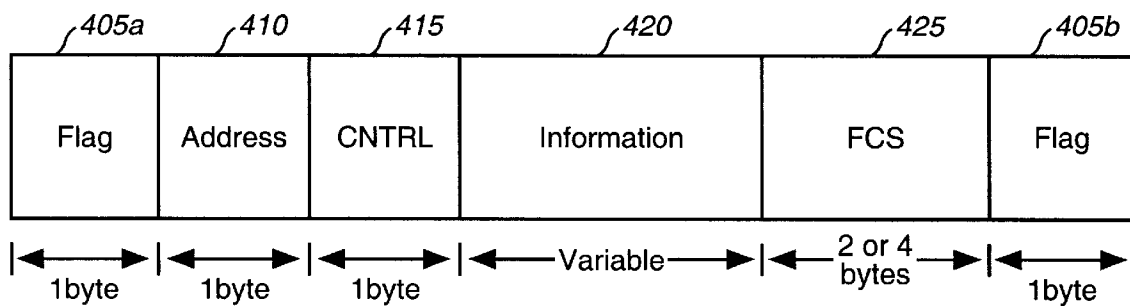 405a 410 415 420 425 405b
Flag Address CNTRL Information FCS Flag
1byte 1byte 1byte Variable 2 or 4 bytes 1byte